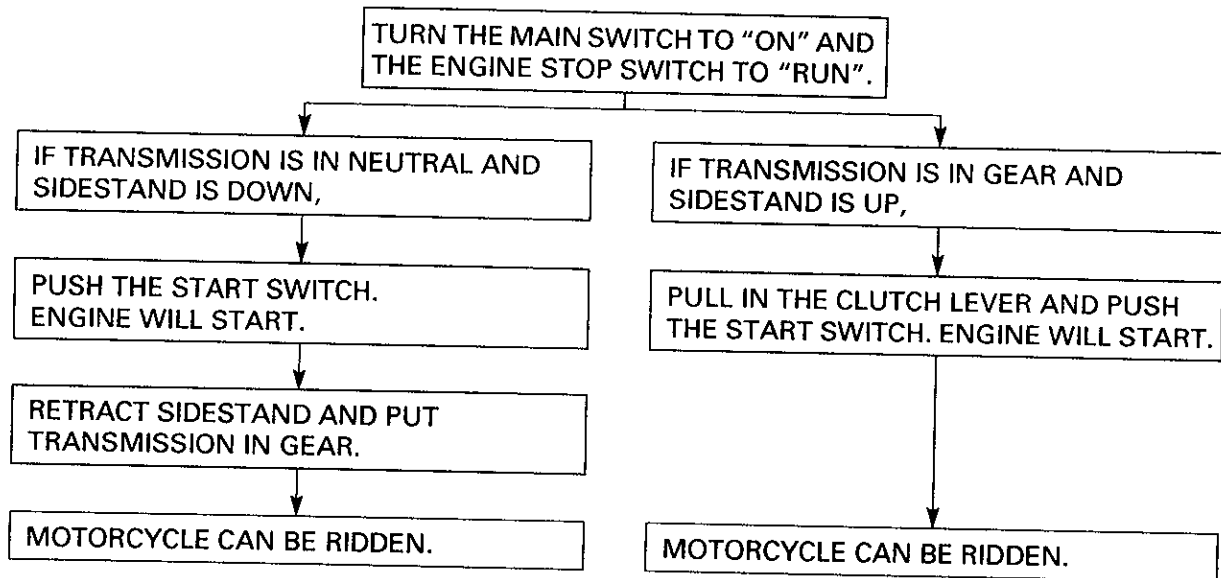 TURN THE MAIN SWITCH TO “ON” AND
THE ENGINE STOP SWITCH TO “RUN”.
IF TRANSMISSION IS IN NEUTRAL AND
SIDESTAND IS DOWN,
PUSH THE START SWITCH.
ENGINE WILL START.
RETRACT SIDESTAND AND PUT
TRANSMISSION IN GEAR.
MOTORCYCLE CAN BE RIDDEN.
IF TRANSMISSION IS IN GEAR AND
SIDESTAND IS UP,
PULL IN THE CLUTCH LEVER AND PUSH
THE START SWITCH. ENGINE WILL START.
MOTORCYCLE CAN BE RIDDEN.